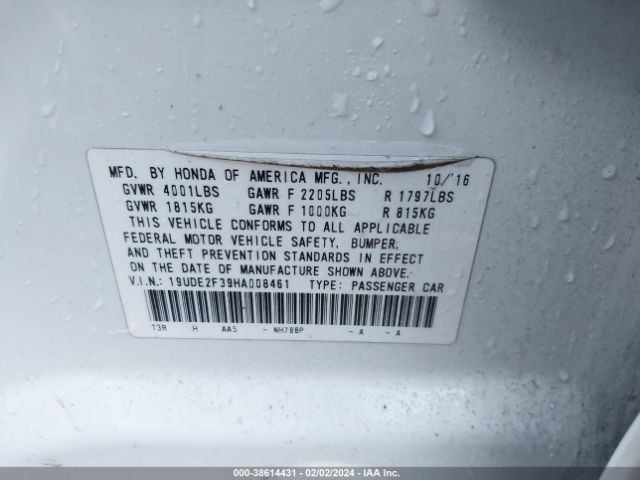 MFD. BY HONDA OF AMERICA MFG., INC. 10/'16
GVWR 4001LBS GAWR F 2205LBS R 1797LBS
GVWR 1815KG GAWR F 1000KG R 815KG
THIS VEHICLE CONFORMS TO ALL APPLICABLE
FEDERAL MOTOR VEHICLE SAFETY, BUMPER,
AND THEFT PREVENTION STANDARDS IN EFFECT
ON THE DATE OF MANUFACTURE SHOWN ABOVE.
V.I.N.: 19UDE2F39HA008461 TYPE: PASSENGER CAR
T3R H AA5 - NH788P - A - A
000-38614431 - 02/02/2024 - IAAI.com